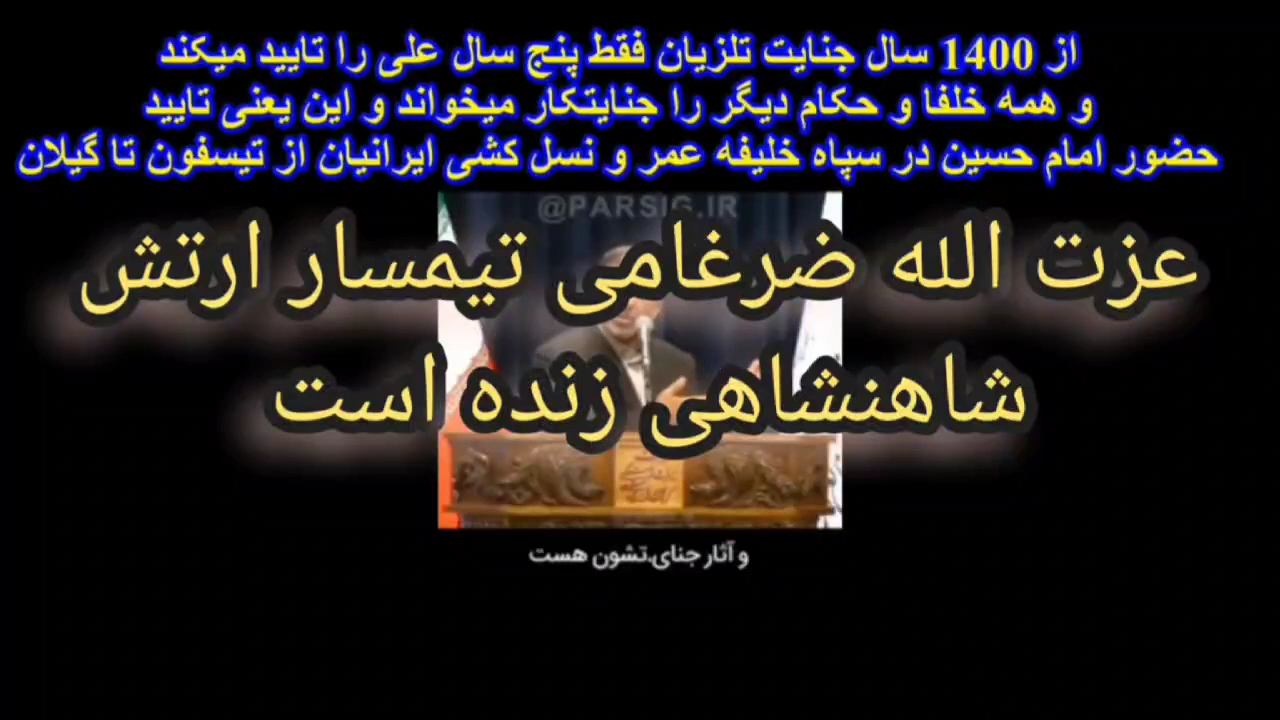 از 1400 سال جنایت تلزیان فقط پنج سال علی را تایید میکند
و همه خلفا و حکام دیگر را جنایتکار میخواند و این یعنی تایید
حضور امام حسین در سپاه خلیفه عمر و نسل کشی ایرانیان از تیسفون تا گیلان
@PARSIG.IR
عزت الله ضرغامی تیمسار ارتش
شاهنشاهی زنده است
و آثار جنای.تشون هست